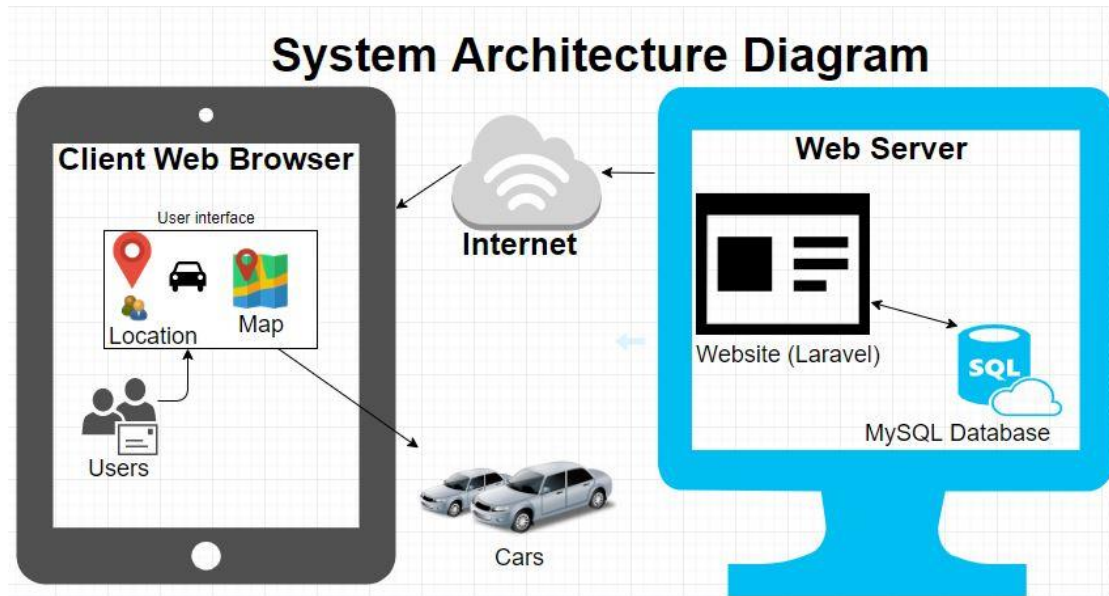 System Architecture Diagram
Client Web Browser
User interface
Location
Map
Users
Internet
Cars
Web Server
Website (Laravel)
SQL
MySQL Database